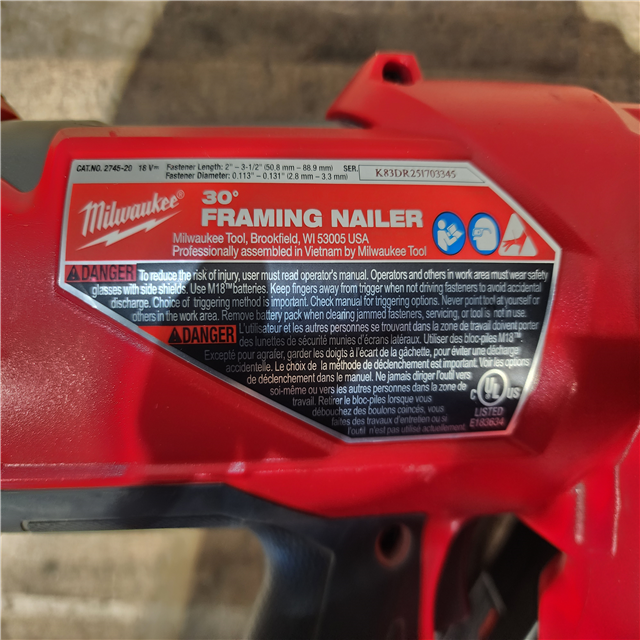 CAT.NO. 2745-20 18 V Fastener Length: 2" – 3-1/2" (50.8 mm – 88.9 mm) SER.
Fastener Diameter: 0.113" – 0.131" (2.8 mm – 3.3 mm) K83DR251703345
Milwaukee®
30°
FRAMING NAILER
Milwaukee Tool, Brookfield, WI 53005 USA
Professionally assembled in Vietnam by Milwaukee Tool
DANGER To reduce the risk of injury, user must read operator's manual. Operators and others in work area must wear safety
glasses with side shields. Use M18™ batteries. Keep fingers away from trigger when not driving fasteners to avoid accidental
discharge. Choice of triggering method is important. Check manual for triggering options. Never point tool at yourself or
others in the work area. Remove battery pack when clearing jammed fasteners, servicing, or tool is not in use.
DANGER L'utilisateur et les autres personnes se trouvant dans la zone de travail doivent porter
des lunettes de sécurité munies d'écrans latéraux. Utiliser des bloc-piles M18™.
Excepté pour agrafer, garder les doigts à l'écart de la gâchette, pour éviter une décharge
accidentelle. Le choix de la méthode de déclenchement est important. Voir les options
de déclenchement dans le manuel. Ne jamais diriger l'outil vers
soi-même ou vers les autres personnes dans la zone de
travail. Retirer le bloc-piles lorsque vous
débouchez des boulons coincés, vous
faites des travaux d'entretien ou si
l'outil n'est pas utilisé actuellement.
C UL US
LISTED
E183634